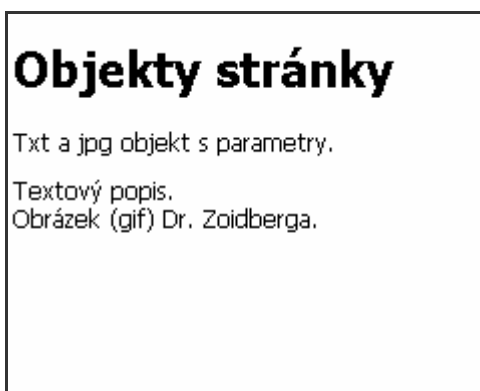 Objekty stránky
Txt a jpg objekt s parametry.
Textový popis.
Obrázek (gif) Dr. Zoidberga.